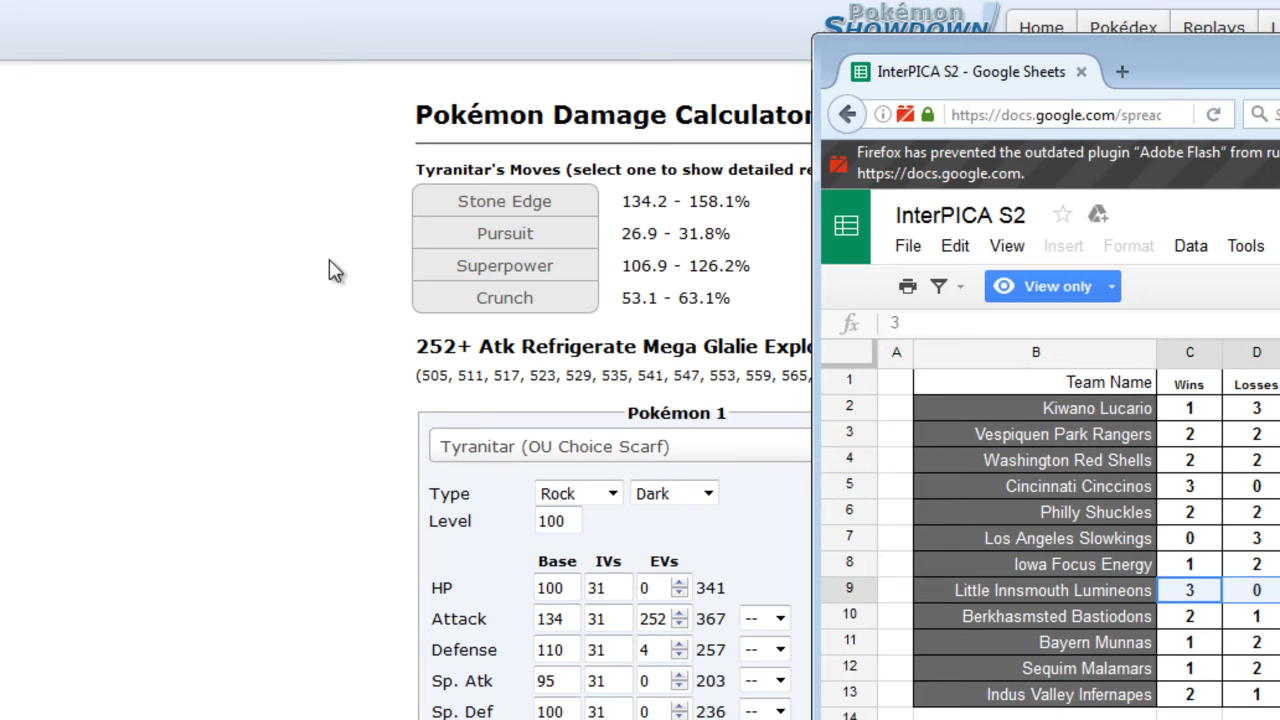 Pokémon
SHOWDOWN
Home Pokédex Replays
InterPICA S2 - Google Sheets
https://docs.google.com/spreac
Firefox has prevented the outdated plugin “Adobe Flash” from ru
https://docs.google.com.
InterPICA S2
File Edit View Insert Format Data Tools
View only
fx 3
A B C D
1 Team Name Wins Losses
2 Kiwano Lucario 1 3
3 Vespiquen Park Rangers 2 2
4 Washington Red Shells 2 2
5 Cincinnati Cinccinos 3 0
6 Philly Shuckles 2 2
7 Los Angeles Slowkings 0 3
8 Iowa Focus Energy 1 2
9 Little Innsmouth Lumineons 3 0
10 Berkhasmsted Bastiodons 2 1
11 Bayern Munnas 1 2
12 Sequim Malamars 1 2
13 Indus Valley Infernapes 2 1
14
Pokémon Damage Calculator
Tyranitar's Moves (select one to show detailed re
Stone Edge 134.2 - 158.1%
Pursuit 26.9 - 31.8%
Superpower 106.9 - 126.2%
Crunch 53.1 - 63.1%
252+ Atk Refrigerate Mega Glalie Explo
(505, 511, 517, 523, 529, 535, 541, 547, 553, 559, 565,
Pokémon 1
Tyranitar (OU Choice Scarf)
Type Rock Dark
Level 100
Base IVs EVs
HP 100 31 0 341
Attack 134 31 252 367 --
Defense 110 31 4 257 --
Sp. Atk 95 31 0 203 --
Sp. Def 100 31 0 236 --